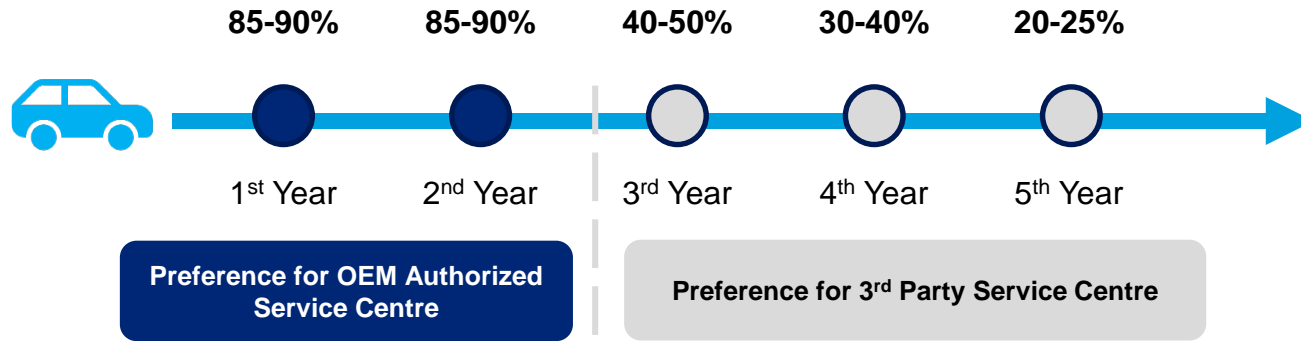 85-90% 85-90% 40-50% 30-40% 20-25%
1st Year 2nd Year 3rd Year 4th Year 5th Year
Preference for OEM Authorized
Service Centre
Preference for 3rd Party Service Centre